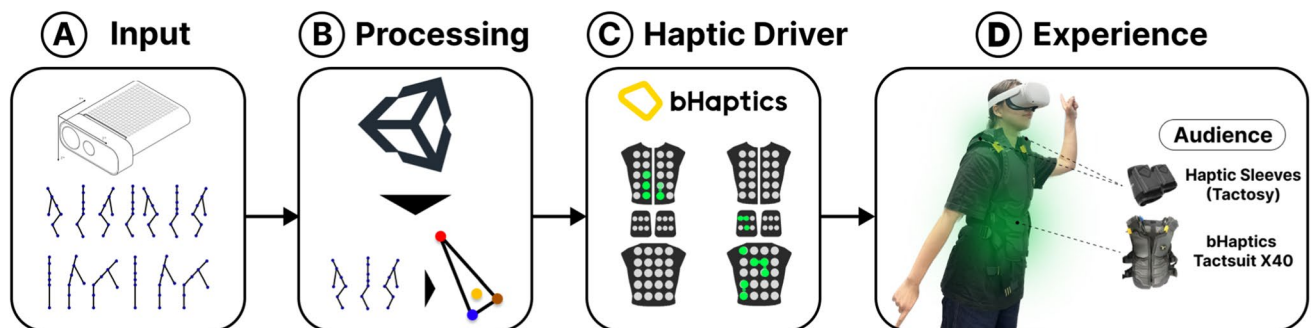 A Input
B Processing
C Haptic Driver
D Experience
bHaptics
Audience
Haptic Sleeves
(Tactosy)
bHaptics
Tactsuit X40